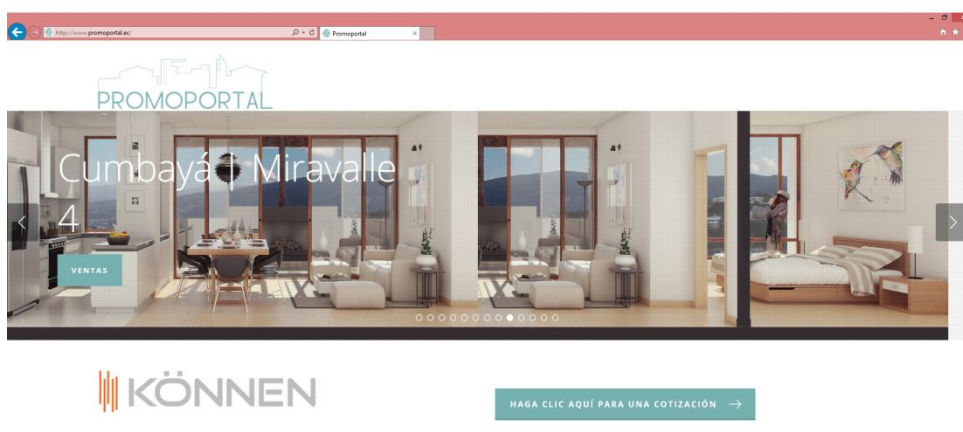 http://www.promoportal.ec/
Promoportal
PROMOPORTAL
Cumbayá | Miravalle
4
VENTAS
KÖNNEN
HAGA CLIC AQUÍ PARA UNA COTIZACIÓN